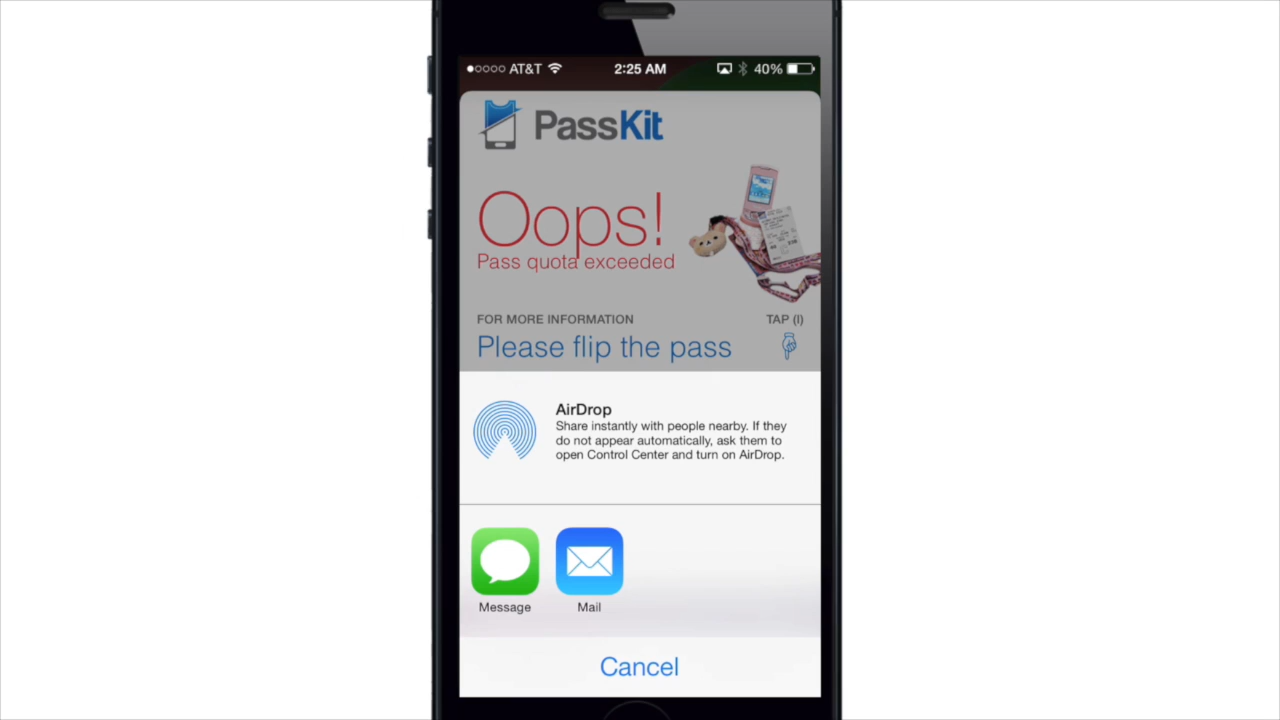 AT&T
2:25 AM
40%
PassKit
Oops!
Pass quota exceeded
FOR MORE INFORMATION
TAP (I)
Please flip the pass
AirDrop
Share instantly with people nearby. If they
do not appear automatically, ask them to
open Control Center and turn on AirDrop.
Message
Mail
Cancel